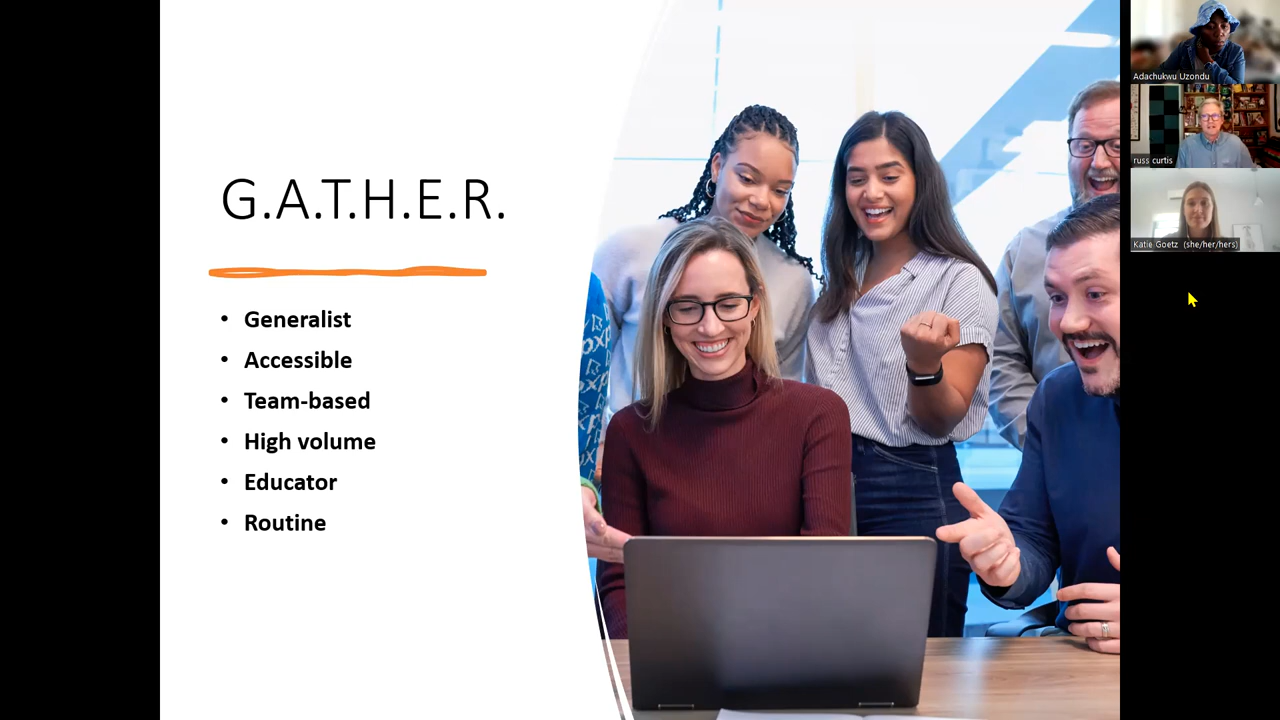 G.A.T.H.E.R.
• Generalist
• Accessible
• Team-based
• High volume
• Educator
• Routine
Adachukwu Uzondu
russ curtis
Katie Goetz (she/her/hers)